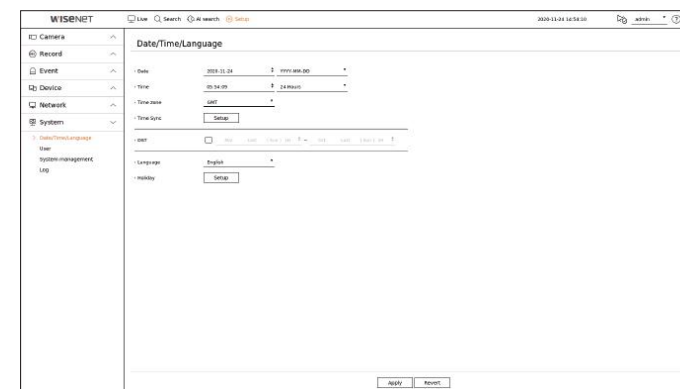 WISENET
Live Search AI search Setup
2020-11-24 14:54:10
admin
Camera
Record
Event
Device
Network
System
Date/Time/Language
User
System management
Log
Date/Time/Language
- Date 2020-11-24 YYYY-MM-DD
- Time 05:54:09 24 Hours
- Time zone GMT
- Time Sync Setup
- DST
- Language English
- Holiday Setup
Apply Revert